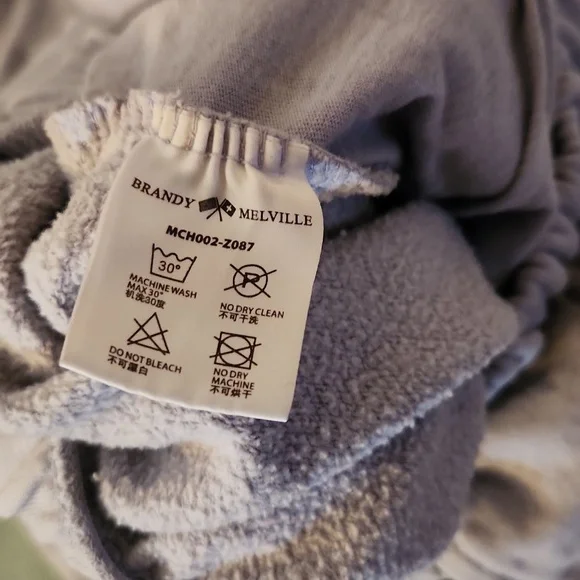 BRANDY MELVILLE
MCH002-Z087
30°
MACHINE WASH
MAX 30°
机洗30度
P
NO DRY CLEAN
不可干洗
DO NOT BLEACH
不可漂白
NO DRY
MACHINE
不可烘干